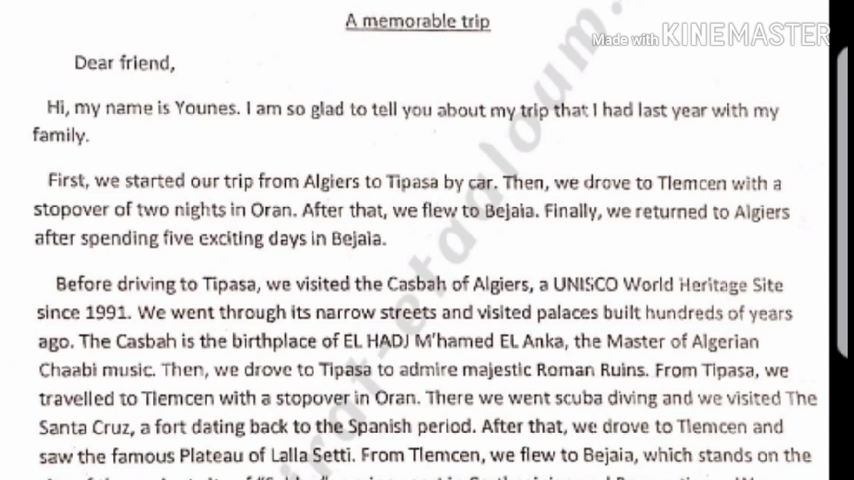 A memorable trip
Made with KINEMASTER
Dear friend,
Hi, my name is Younes. I am so glad to tell you about my trip that I had last year with my
family.
First, we started our trip from Algiers to Tipasa by car. Then, we drove to Tlemcen with a
stopover of two nights in Oran. After that, we flew to Bejaia. Finally, we returned to Algiers
after spending five exciting days in Bejaia.
Before driving to Tipasa, we visited the Casbah of Algiers, a UNISCO World Heritage Site
since 1991. We went through its narrow streets and visited palaces built hundreds of years
ago. The Casbah is the birthplace of EL HADJ M'hamed EL Anka, the Master of Algerian
Chaabi music. Then, we drove to Tipasa to admire majestic Roman Ruins. From Tipasa, we
travelled to Tlemcen with a stopover in Oran. There we went scuba diving and we visited The
Santa Cruz, a fort dating back to the Spanish period. After that, we drove to Tlemcen and
saw the famous Plateau of Lalla Setti. From Tlemcen, we flew to Bejaia, which stands on the